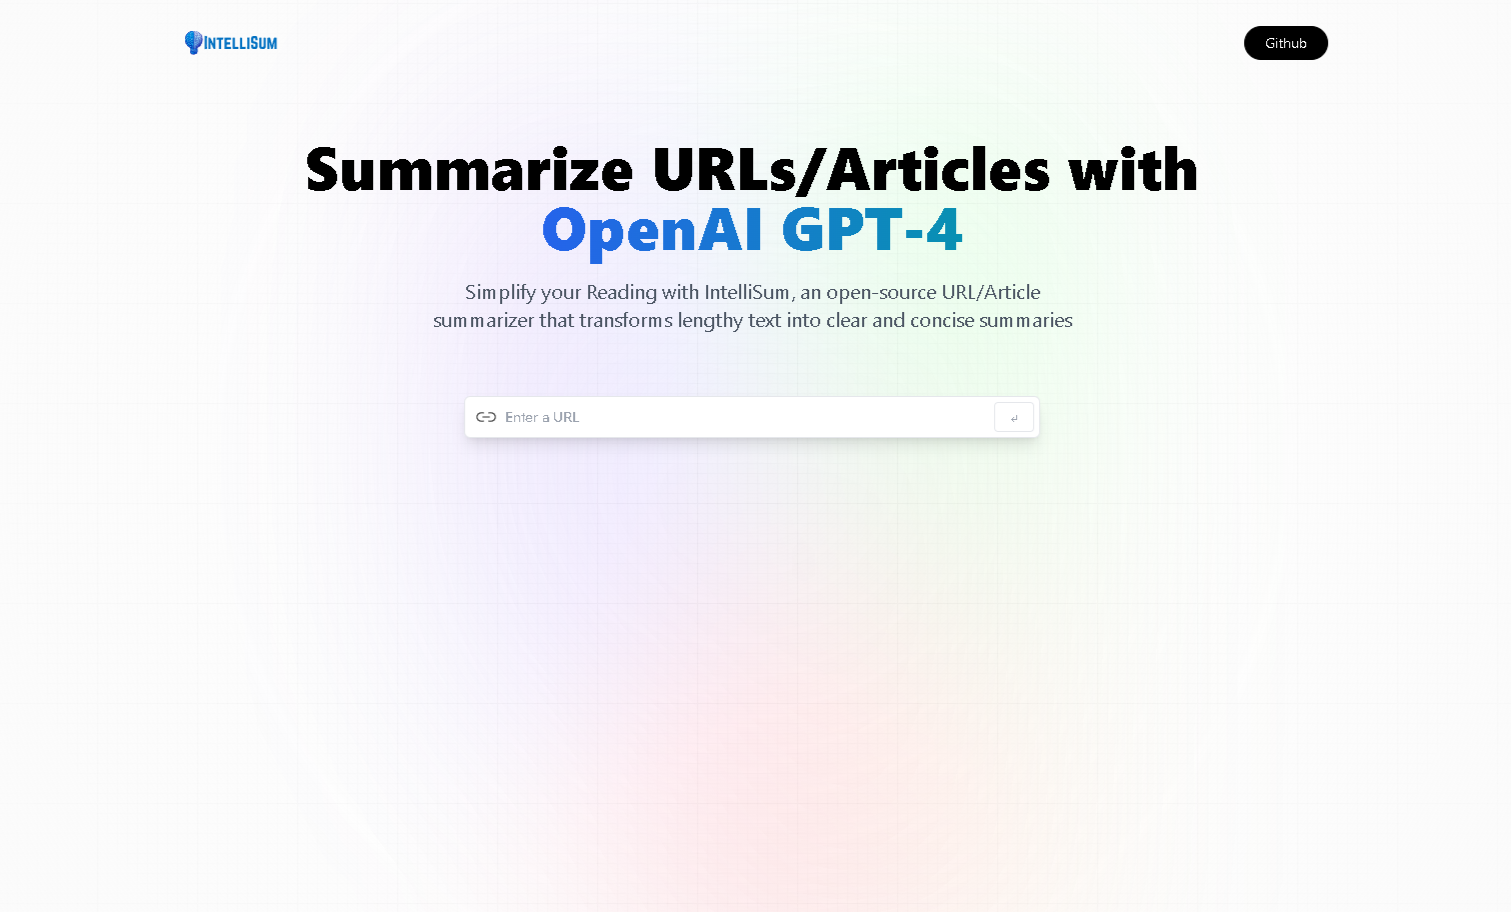 INTELLISUM
Github
Summarize URLs/Articles with
OpenAI GPT-4
Simplify your Reading with IntelliSum, an open-source URL/Article
summarizer that transforms lengthy text into clear and concise summaries
Enter a URL
↵